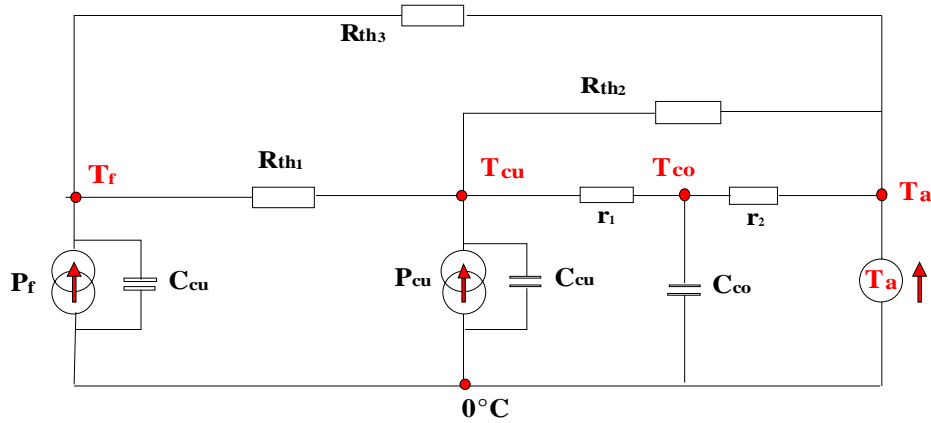 Rth3
Rth2
Rth1
Tf
Tcu
Tco
Ta
r1
r2
Pf
Ccu
Pcu
Ccu
Cco
Ta
0°C